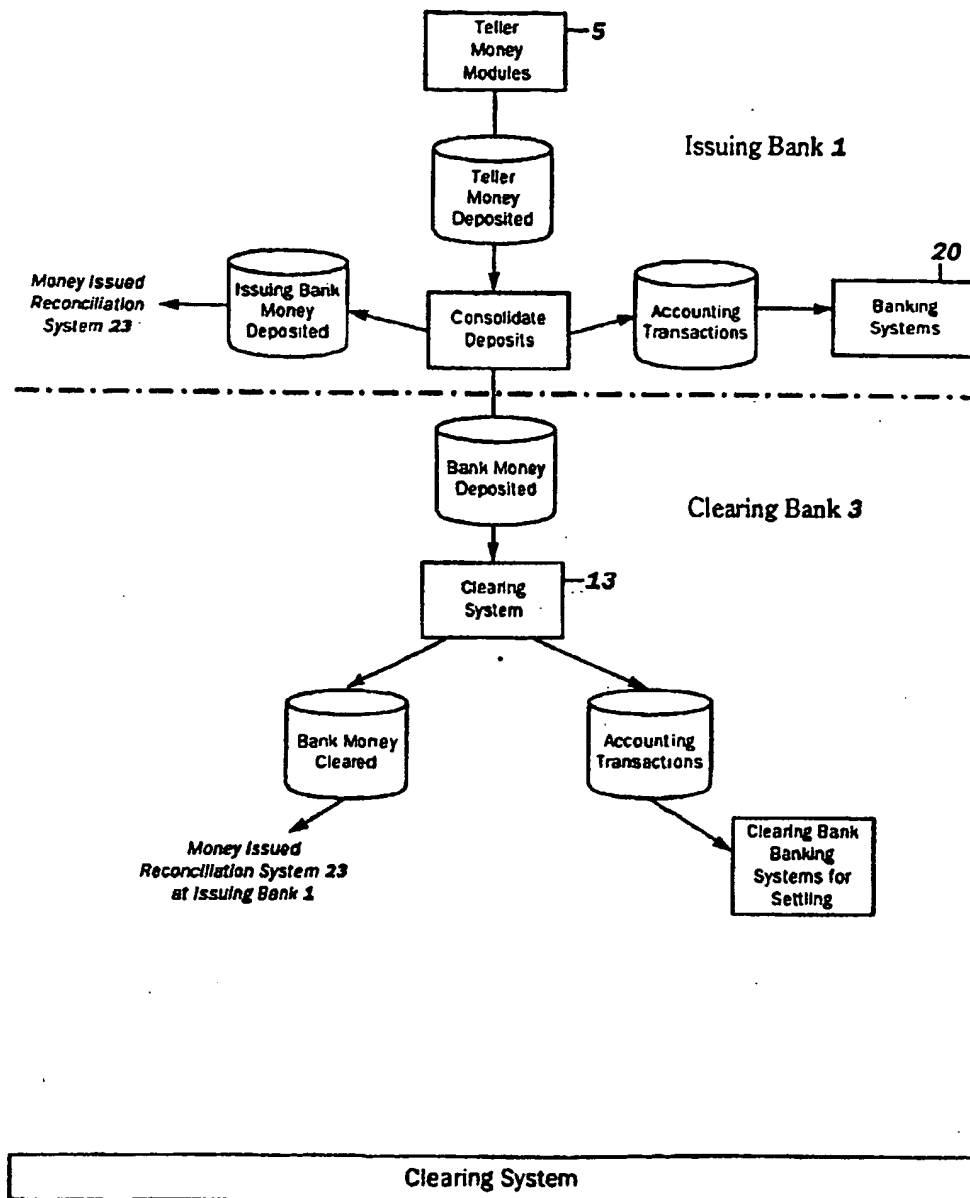 Teller
Money
Modules
5
Issuing Bank 1
Teller
Money
Deposited
20
Money Issued
Reconciliation
System 23
Issuing Bank
Money
Deposited
Consolidate
Deposits
Accounting
Transactions
Banking
Systems
Bank Money
Deposited
Clearing Bank 3
Clearing
System
13
Bank Money
Cleared
Accounting
Transactions
Money Issued
Reconciliation System 23
at Issuing Bank 1
Clearing Bank
Banking
Systems for
Settling
Clearing System